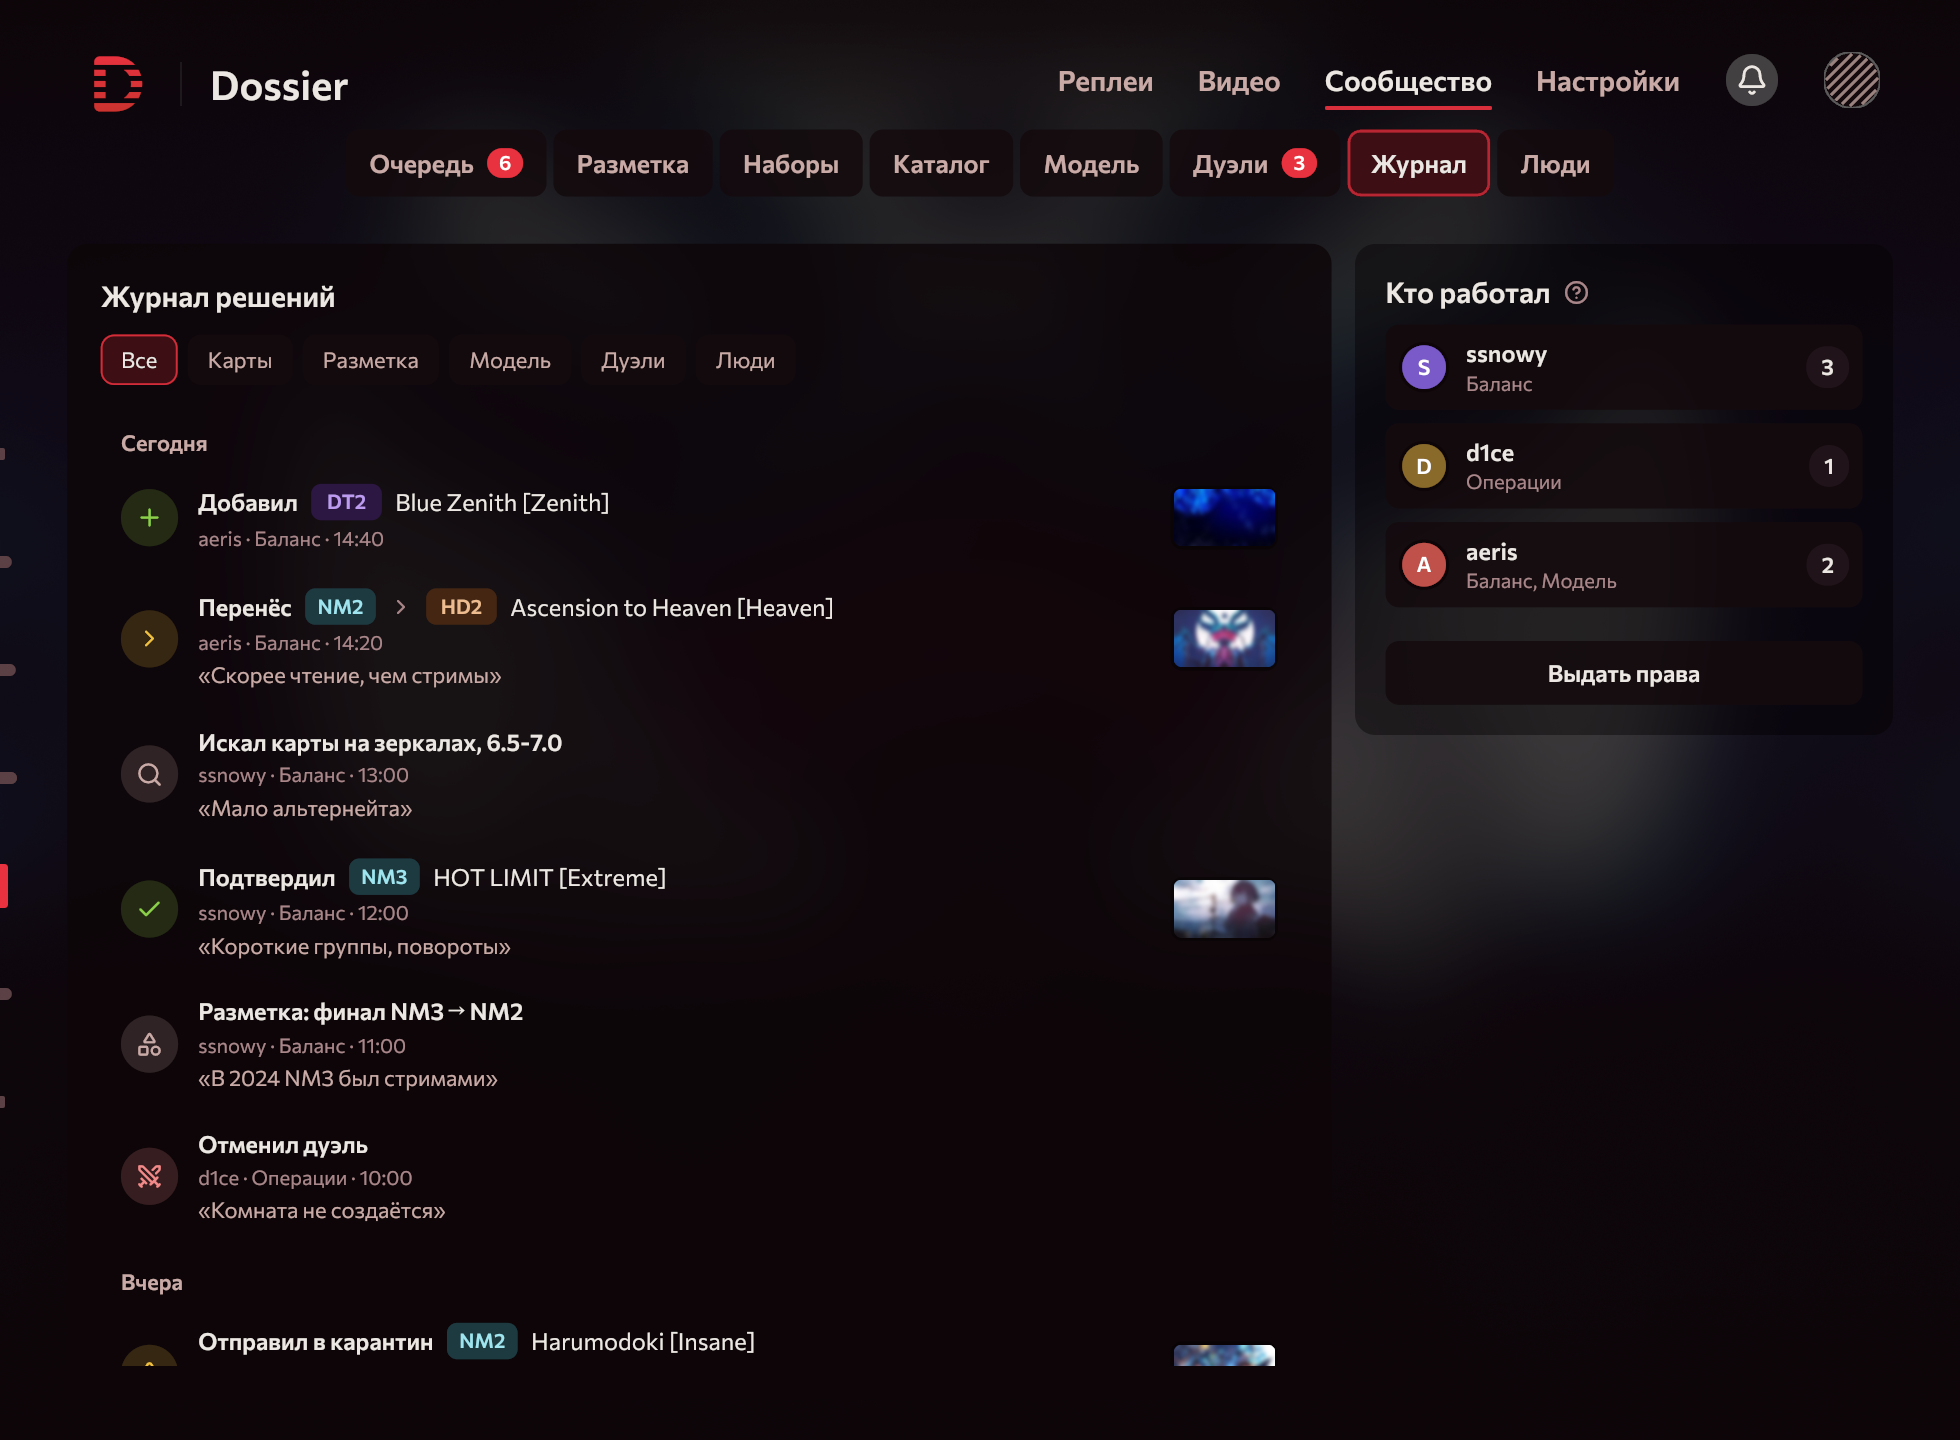 Dossier
Реплеи Видео Сообщество Настройки
Очередь 6 Разметка Наборы Каталог Модель Дуэли 3 Журнал Люди
Журнал решений
Все Карты Разметка Модель Дуэли Люди
Сегодня
Добавил DT2 Blue Zenith [Zenith]
aeris · Баланс · 14:40
Перенёс NM2 > HD2 Ascension to Heaven [Heaven]
aeris · Баланс · 14:20
«Скорее чтение, чем стримы»
Искал карты на зеркалах, 6.5-7.0
ssnowy · Баланс · 13:00
«Мало альтернейта»
Подтвердил NM3 HOT LIMIT [Extreme]
ssnowy · Баланс · 12:00
«Короткие группы, повороты»
Разметка: финал NM3 → NM2
ssnowy · Баланс · 11:00
«В 2024 NM3 был стримами»
Отменил дуэль
d1ce · Операции · 10:00
«Комната не создаётся»
Вчера
Отправил в карантин NM2 Harumodoki [Insane]
Кто работал ?
S ssnowy 3
Баланс
D d1ce 1
Операции
A aeris 2
Баланс, Модель
Выдать права